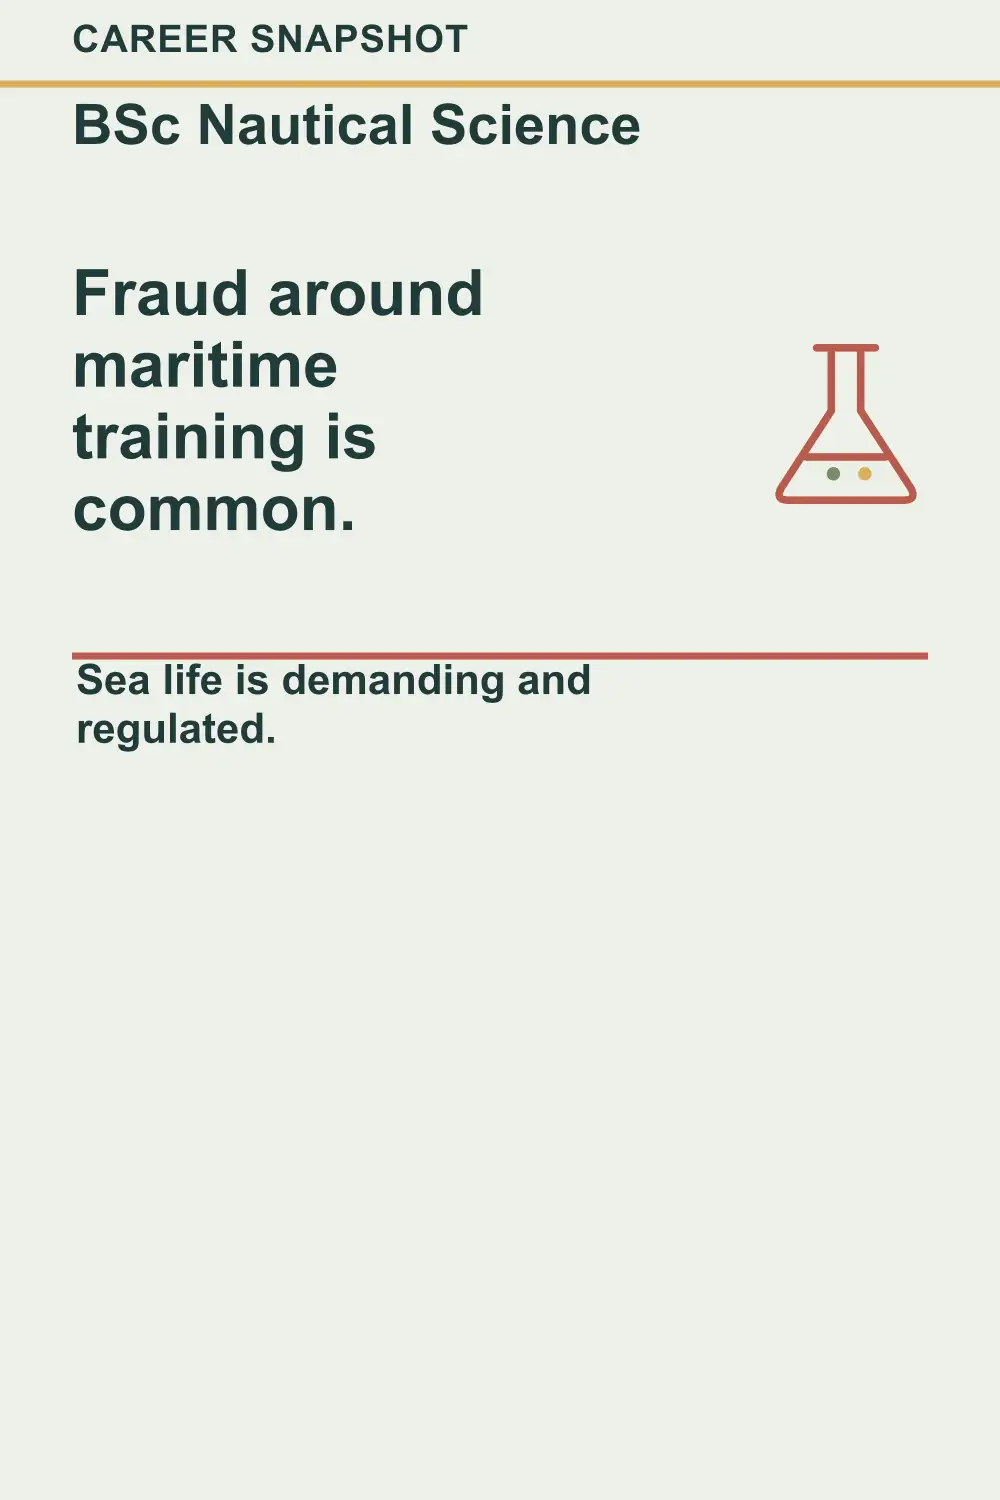 CAREER SNAPSHOT
BSc Nautical Science
Fraud around
maritime
training is
common.
Sea life is demanding and
regulated.